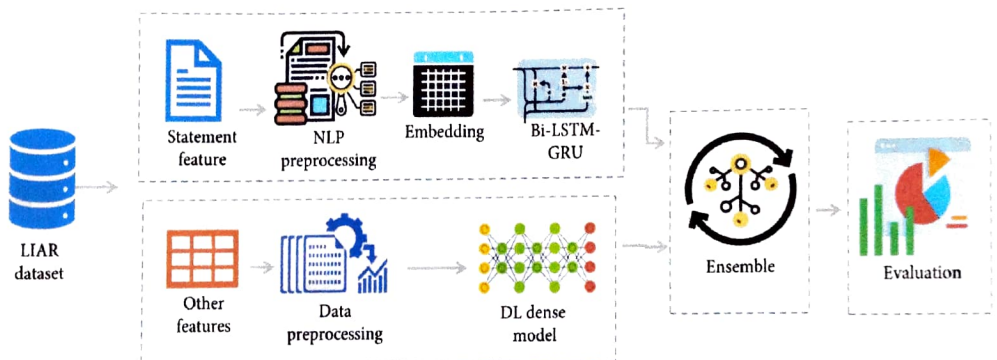 LIAR
dataset
Statement
feature
NLP
preprocessing
Embedding
Bi-LSTM-
GRU
Other
features
Data
preprocessing
DL dense
model
Ensemble
Evaluation